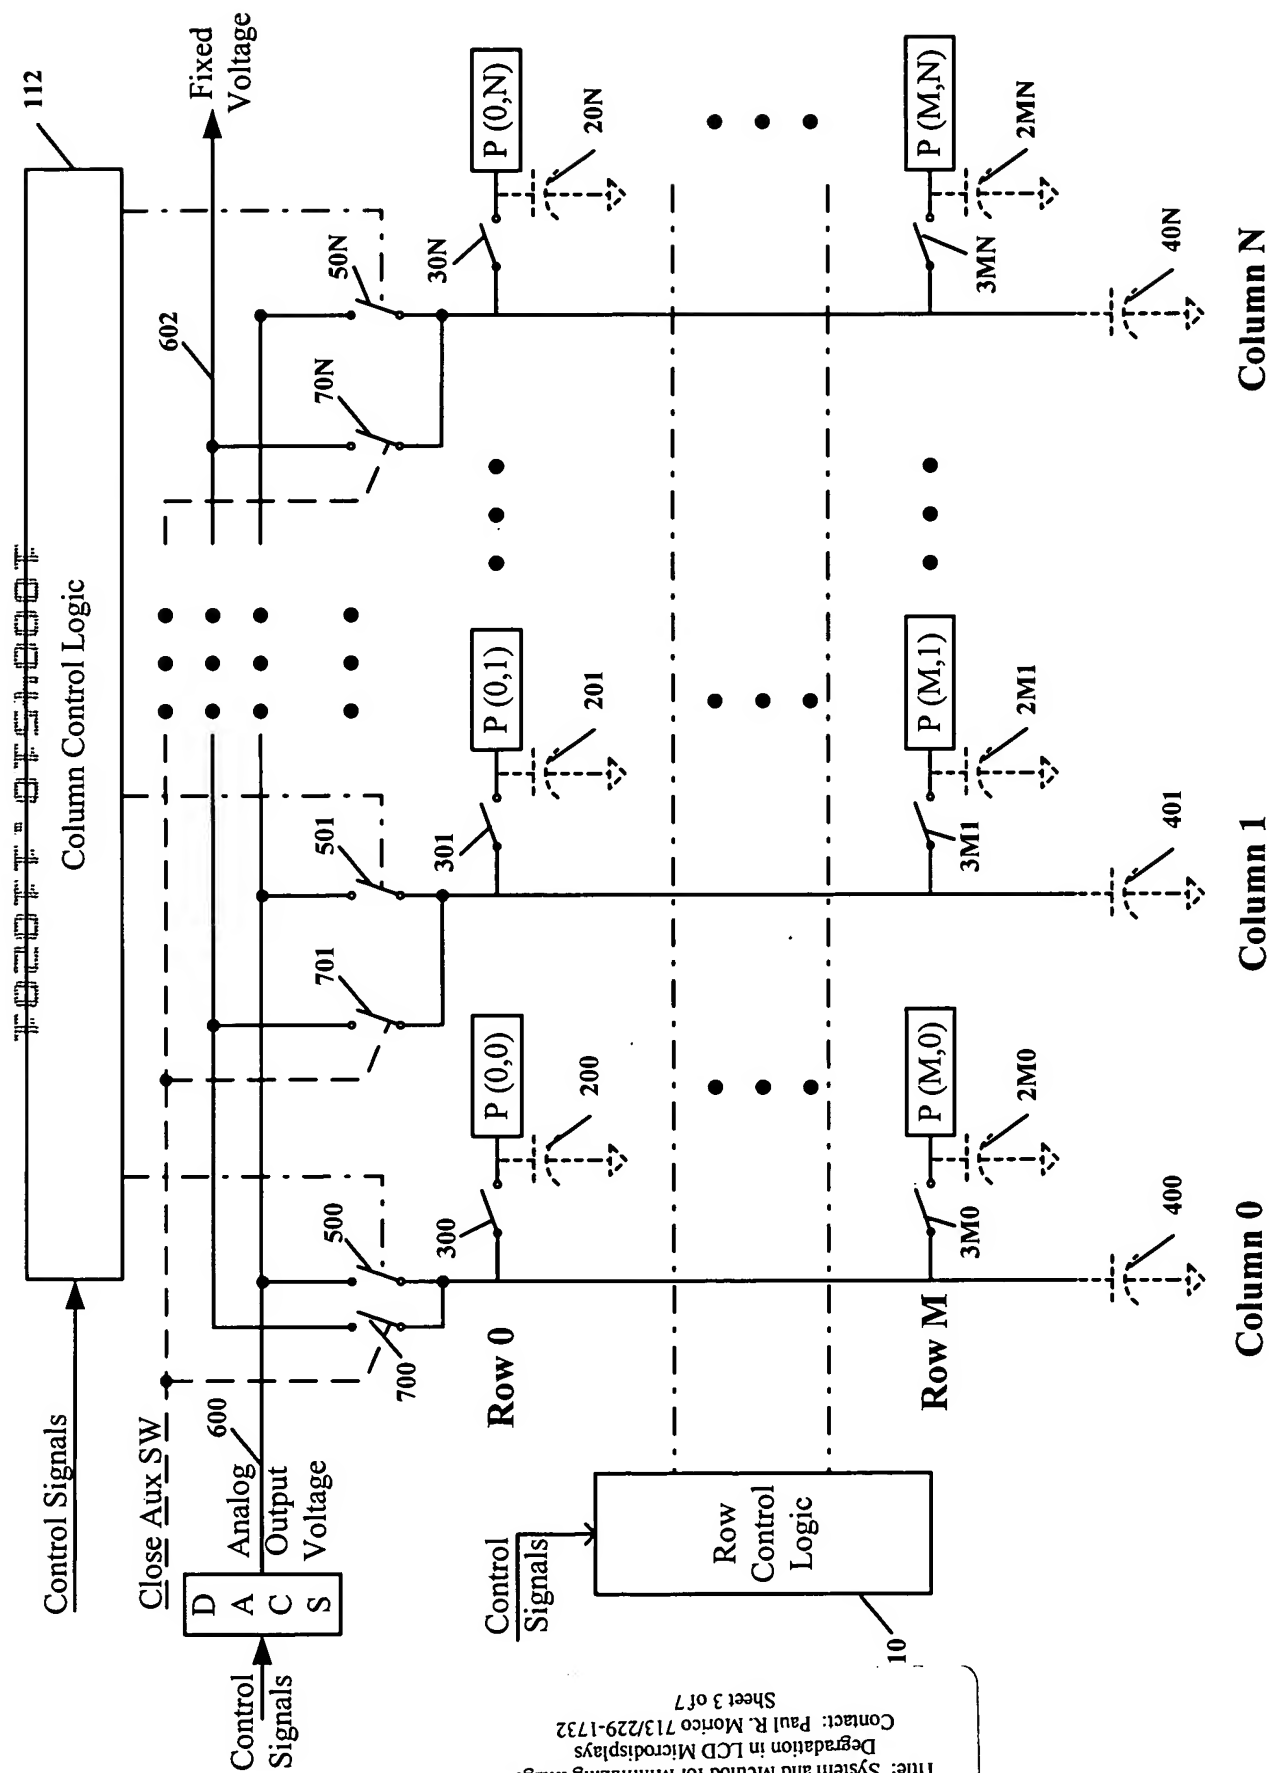 Control Signals
112
Column Control Logic
Close Aux SW
Fixed
Voltage
602
600
Control
Signals
D
A
C
S
Analog
Output
Voltage
700
500
701
501
70N
50N
Row 0
300
P (0,0)
200
301
P (0,1)
201
30N
P (0,N)
20N
Control
Signals
Row
Control
Logic
10
Row M
3M0
P (M,0)
2M0
3M1
P (M,1)
2M1
3MN
P (M,N)
2MN
400
401
40N
Column 0
Column 1
Column N
Degradation in LCD Microdisplays
Contact: Paul R. Morico 713/229-1732
Sheet 3 of 7